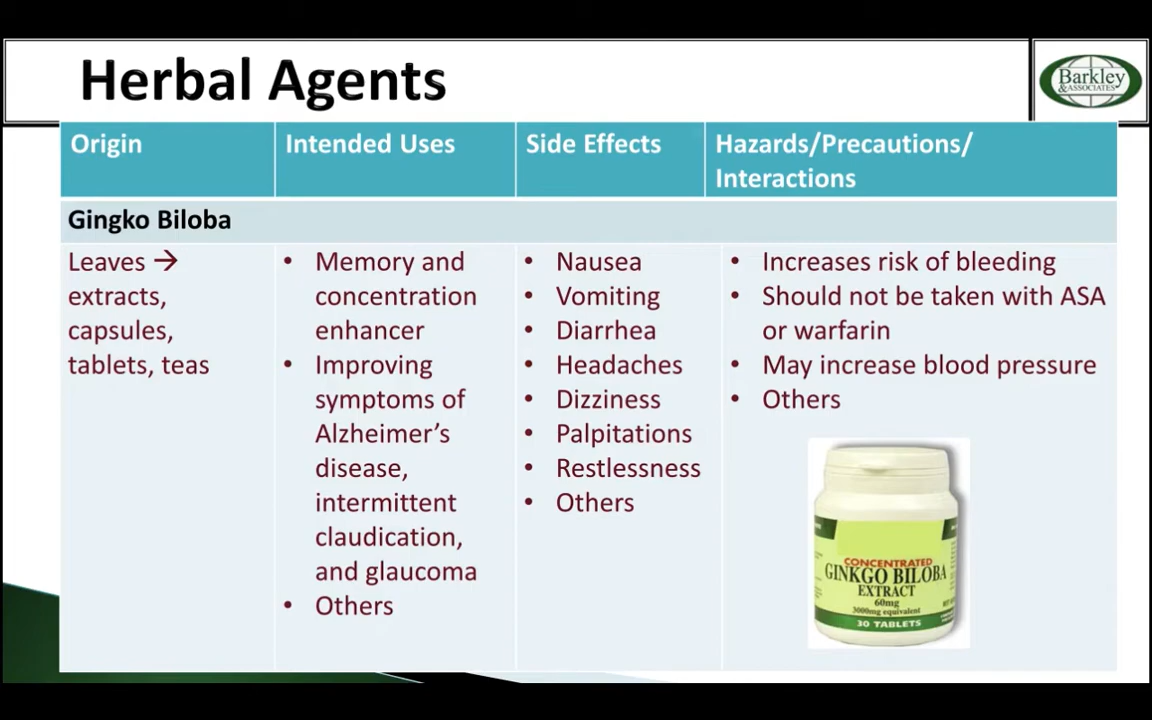 Herbal Agents
Barkley
&ASSOCIATES
Origin
Intended Uses
Side Effects
Hazards/Precautions/
Interactions
Gingko Biloba
Leaves →
extracts,
capsules,
tablets, teas
• Memory and
concentration
enhancer
• Improving
symptoms of
Alzheimer’s
disease,
intermittent
claudication,
and glaucoma
• Others
• Nausea
• Vomiting
• Diarrhea
• Headaches
• Dizziness
• Palpitations
• Restlessness
• Others
• Increases risk of bleeding
• Should not be taken with ASA
or warfarin
• May increase blood pressure
• Others
CONCENTRATED
GINKGO BILOBA
EXTRACT
60mg
3000mg equivalent
30 TABLETS